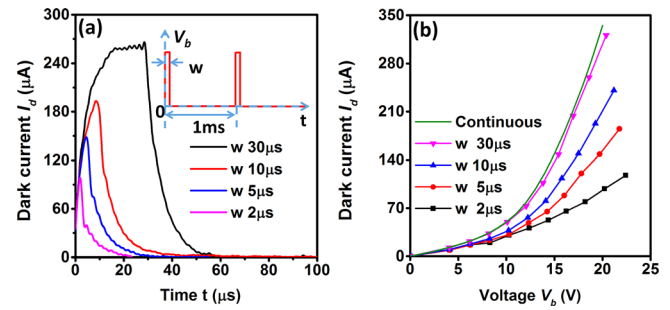 (a)
Dark current I_d (μA)
300
240
180
120
60
0
0 20 40 60 80 100
Time t (μs)
V_b
w
0
t
1ms
w 30μs
w 10μs
w 5μs
w 2μs
(b)
Dark current I_d (μA)
350
280
210
140
70
0
0 5 10 15 20 25
Voltage V_b (V)
Continuous
w 30μs
w 10μs
w 5μs
w 2μs